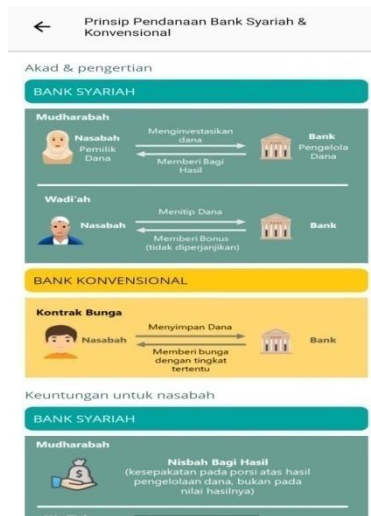 Prinsip Pendanaan Bank Syariah &
Konvensional
Akad & pengertian
BANK SYARIAH
Mudharabah
Nasabah
Pemilik
Dana
Menginvestasikan
dana
Memberi Bagi
Hasil
Bank
Pengelola
Dana
Wadi'ah
Nasabah
Menitip Dana
Memberi Bonus
(tidak diperjanjikan)
Bank
BANK KONVENSIONAL
Kontrak Bunga
Nasabah
Menyimpan Dana
Memberi bunga
dengan tingkat
tertentu
Bank
Keuntungan untuk nasabah
BANK SYARIAH
Mudharabah
$
Nisbah Bagi Hasil
(kesepakatan pada porsi atas hasil
pengelolaan dana, bukan pada
nilai hasilnya)